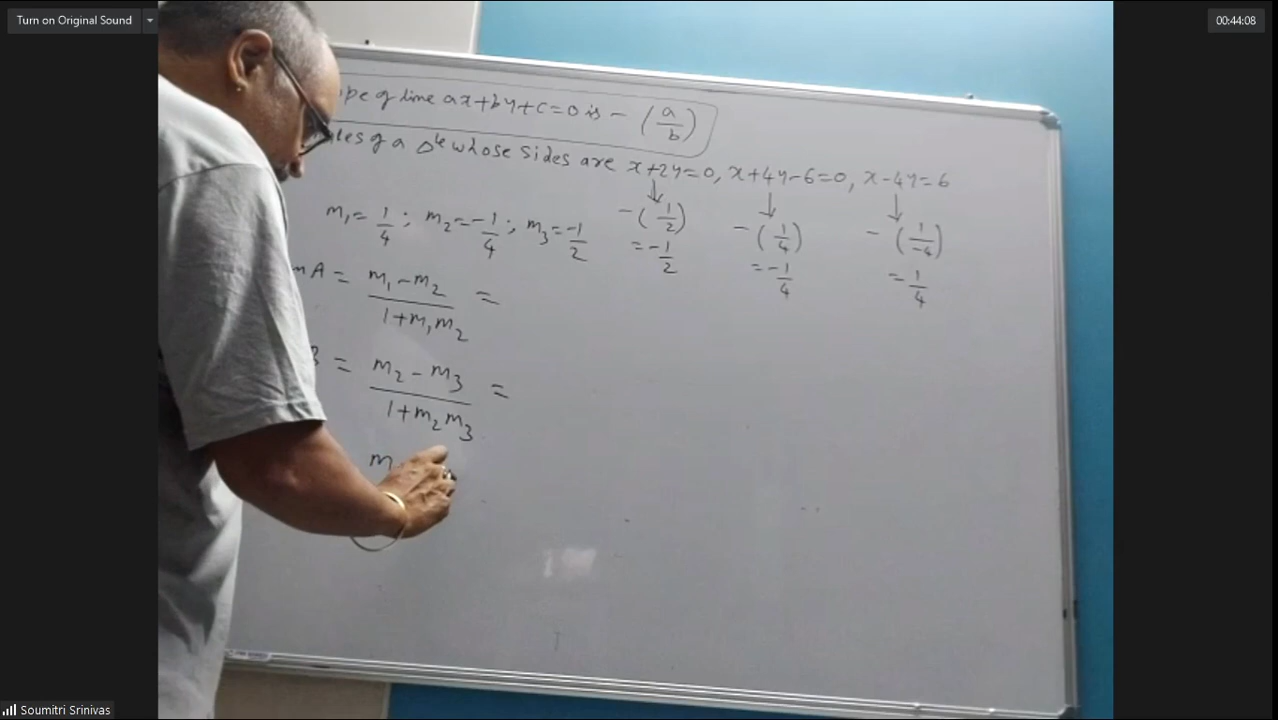 Turn on Original Sound
00:44:08
pe of line ax+by+c=0 is - (a/b)
les of a Δle whose sides are x+2y=0, x+4y-6=0, x-4y=6
m₁=1/4 ; m₂=-1/4 ; m₃=-1/2
-(1/2) -(1/4) -(1/-4)
=-1/2 =-1/4 =1/4
nA = m₁-m₂/1+m₁m₂ =
B = m₂-m₃/1+m₂m₃ =
m
Soumitri Srinivas